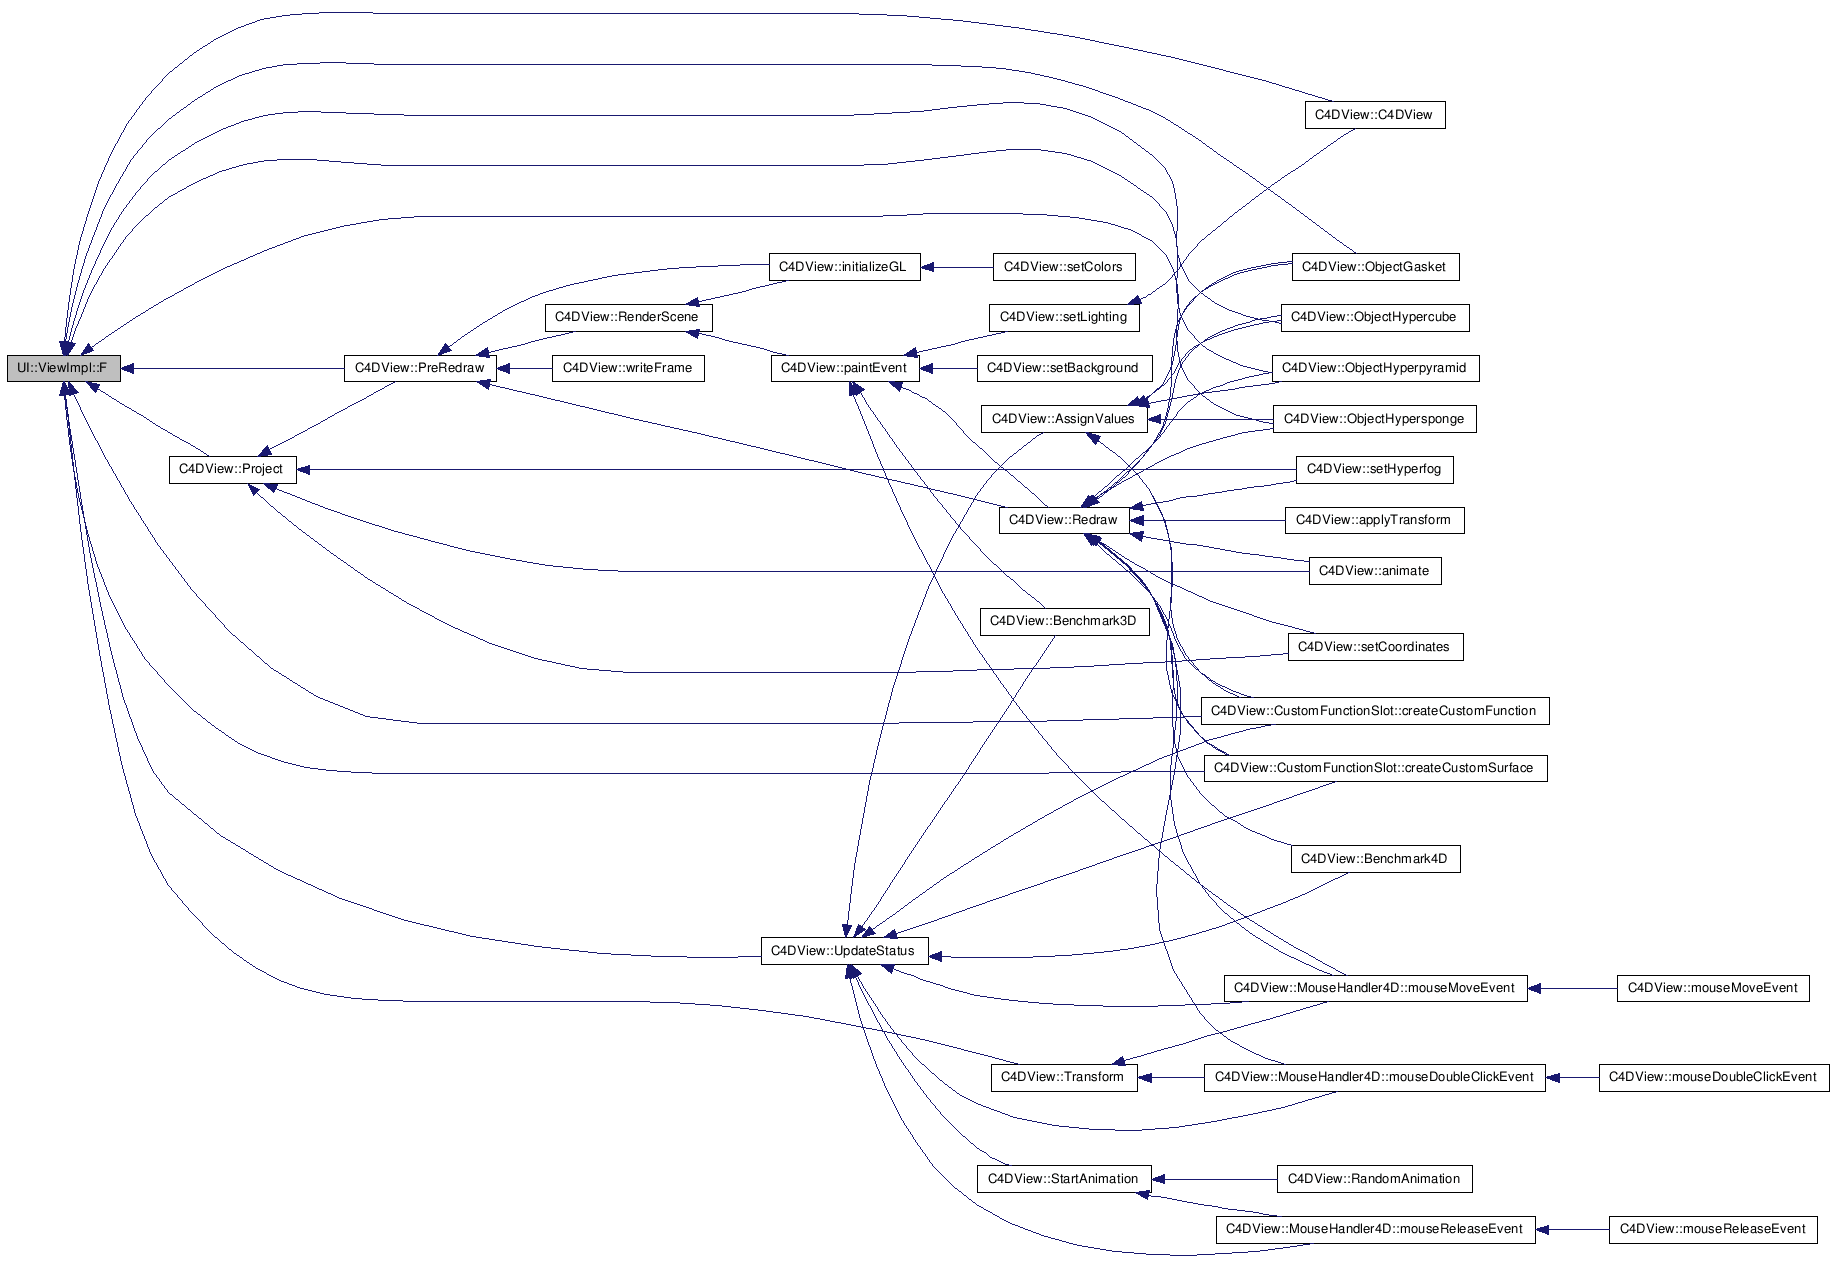 C4DView::C4DView
C4DView::initializeGL
C4DView::setColors
C4DView::ObjectGasket
C4DView::RenderScene
C4DView::setLighting
C4DView::ObjectHypercube
UI::ViewImpl::F
C4DView::PreRedraw
C4DView::writeFrame
C4DView::paintEvent
C4DView::setBackground
C4DView::ObjectHyperpyramid
C4DView::AssignValues
C4DView::ObjectHypersponge
C4DView::Project
C4DView::setHyperfog
C4DView::Redraw
C4DView::applyTransform
C4DView::animate
C4DView::Benchmark3D
C4DView::setCoordinates
C4DView::CustomFunctionSlot::createCustomFunction
C4DView::CustomFunctionSlot::createCustomSurface
C4DView::Benchmark4D
C4DView::UpdateStatus
C4DView::MouseHandler4D::mouseMoveEvent
C4DView::mouseMoveEvent
C4DView::Transform
C4DView::MouseHandler4D::mouseDoubleClickEvent
C4DView::mouseDoubleClickEvent
C4DView::StartAnimation
C4DView::RandomAnimation
C4DView::MouseHandler4D::mouseReleaseEvent
C4DView::mouseReleaseEvent